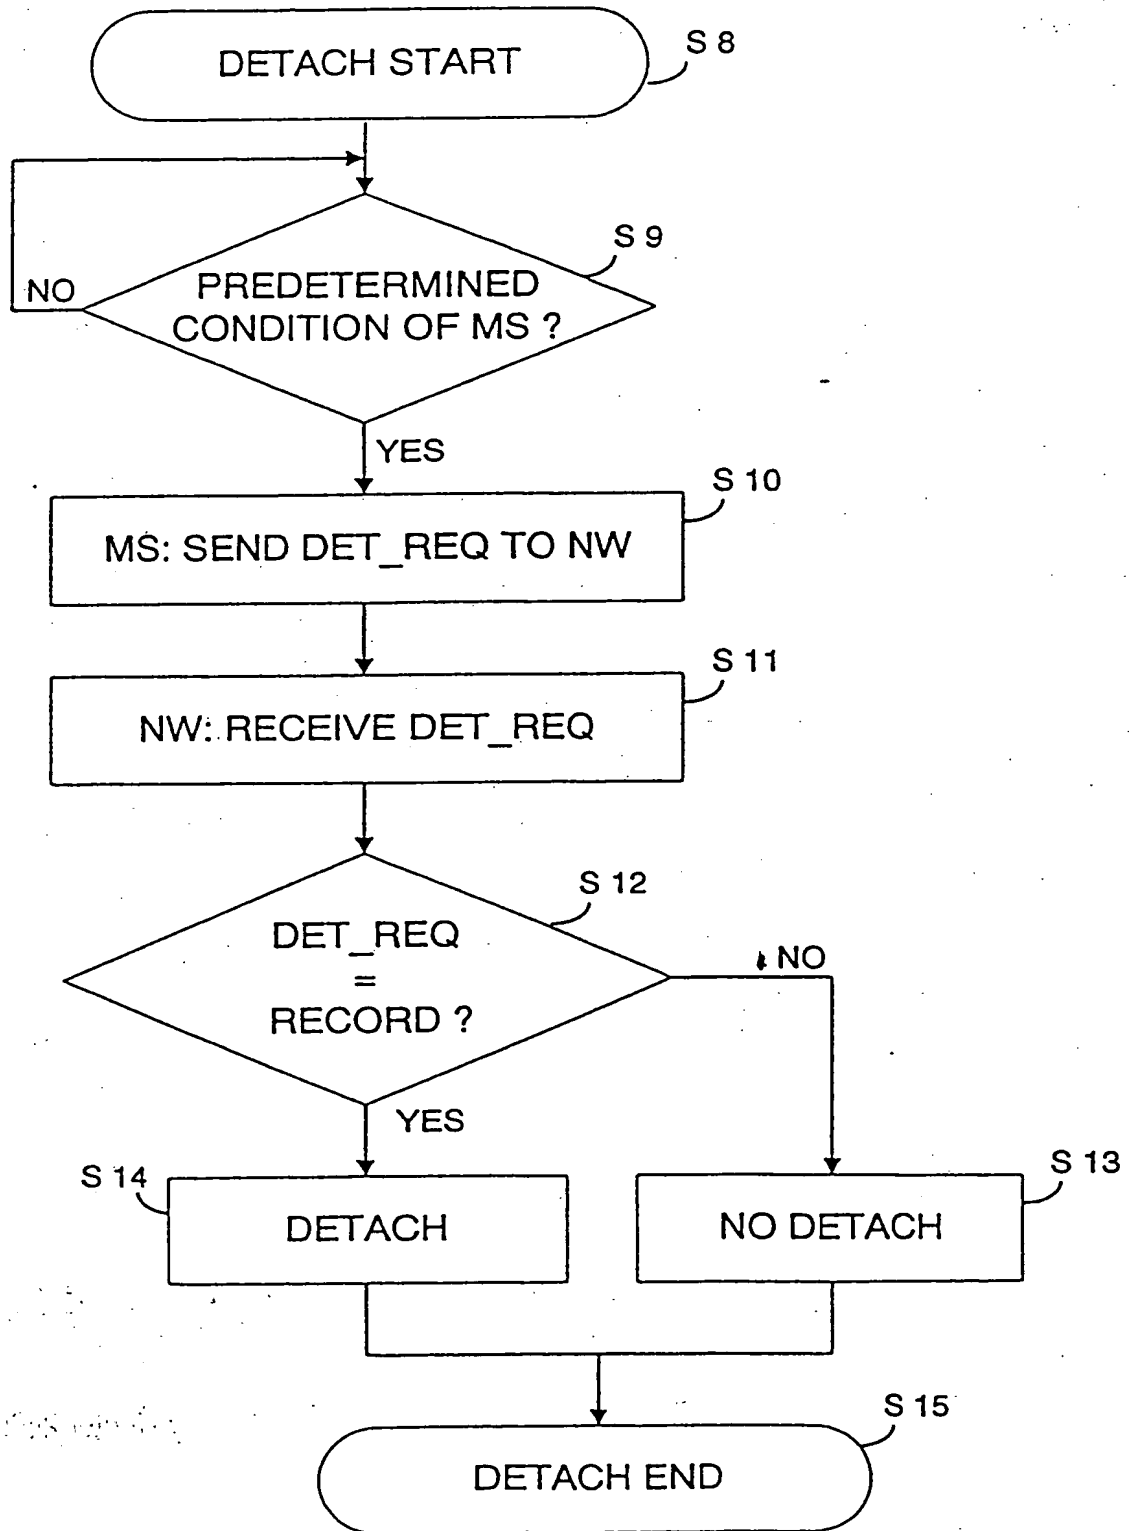 DETACH START
S 8
S 9
NO
PREDETERMINED
CONDITION OF MS ?
YES
S 10
MS: SEND DET_REQ TO NW
S 11
NW: RECEIVE DET_REQ
S 12
DET_REQ
=
RECORD ?
NO
YES
S 14
DETACH
S 13
NO DETACH
S 15
DETACH END